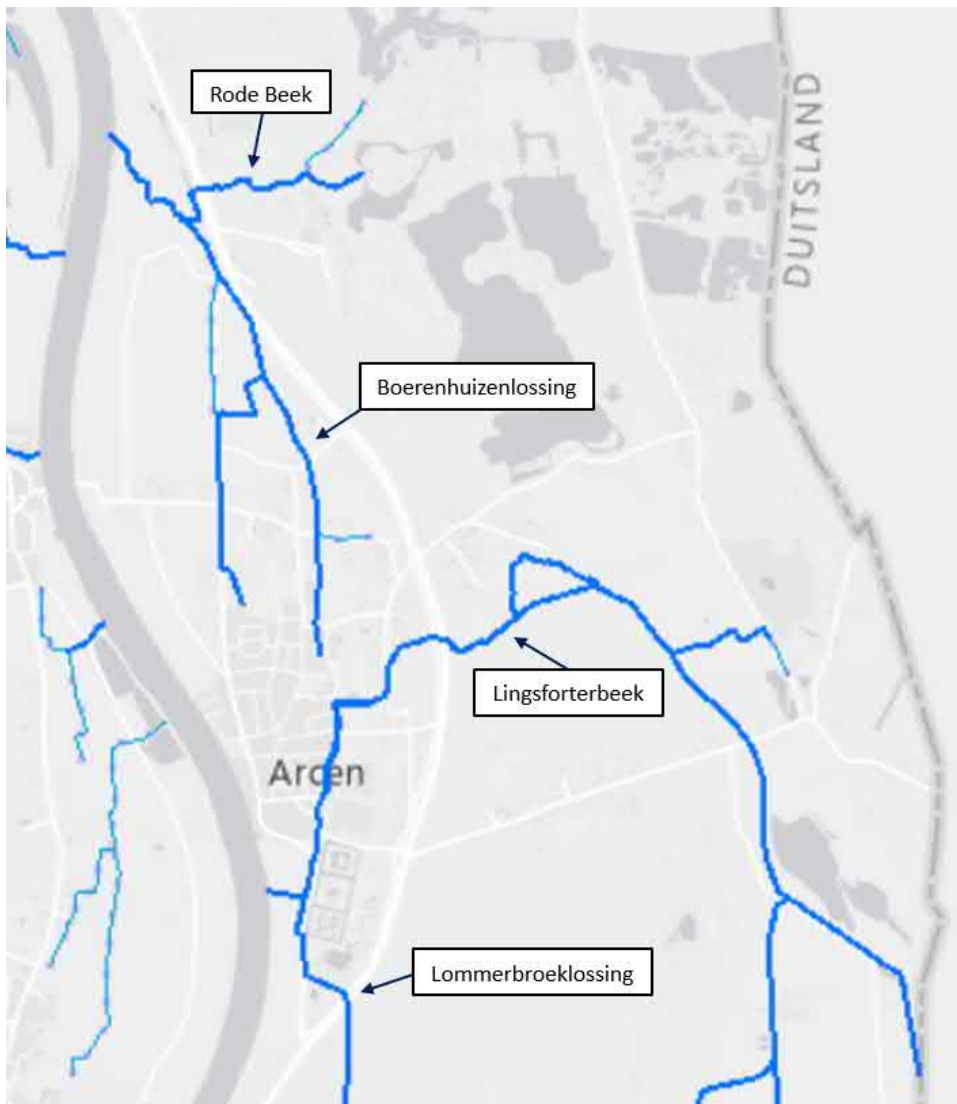 Rode Beek
DUITSLAND
Boerenhuizenlossing
Lingsforterbeek
Arcen
Lommerbroeklossing